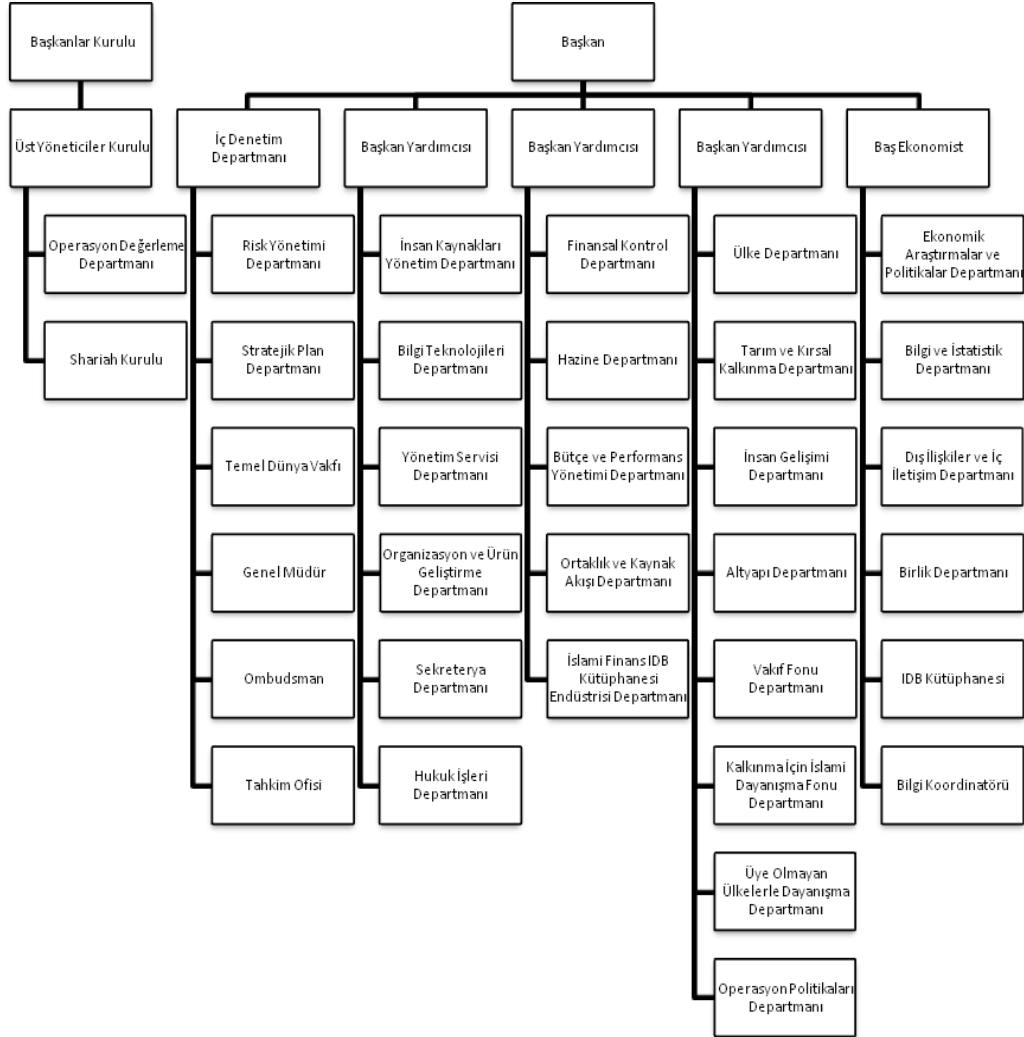 Başkanlar Kurulu
Başkan
Üst Yöneticiler Kurulu
İç Denetim
Departmanı
Başkan Yardımcısı
Başkan Yardımcısı
Başkan Yardımcısı
Baş Ekonomist
Operasyon Değerleme
Departmanı
Shariah Kurulu
Risk Yönetimi
Departmanı
Stratejik Plan
Departmanı
Temel Dünya Vakfı
Genel Müdür
Ombudsman
Tahkim Ofisi
İnsan Kaynakları
Yönetim Departmanı
Bilgi Teknolojileri
Departmanı
Yönetim Servisi
Departmanı
Organizasyon ve Ürün
Geliştirme
Departmanı
Sekreterya
Departmanı
Hukuk İşleri
Departmanı
Finansal Kontrol
Departmanı
Hazine Departmanı
Bütçe ve Performans
Yönetimi Departmanı
Ortaklık ve Kaynak
Akışı Departmanı
İslami Finans IDB
Kütüphanesi
Endüstrisi Departmanı
Ülke Departmanı
Tarım ve Kırsal
Kalkınma Departmanı
İnsan Gelişimi
Departmanı
Altyapı Departmanı
Vakıf Fonu
Departmanı
Kalkınma İçin İslami
Dayanışma Fonu
Departmanı
Üye Olmayan
Ülkelerle Dayanışma
Departmanı
Operasyon Politikaları
Departmanı
Ekonomik
Araştırmalar ve
Politikalar Departmanı
Bilgi ve İstatistik
Departmanı
Dış İlişkiler ve İç
İletişim Departmanı
Birlik Departmanı
IDB Kütüphanesi
Bilgi Koordinatörü